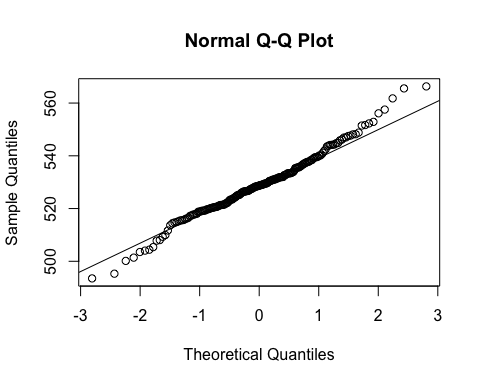 Normal Q-Q Plot
560
540
520
500
Sample Quantiles
-3 -2 -1 0 1 2 3
Theoretical Quantiles